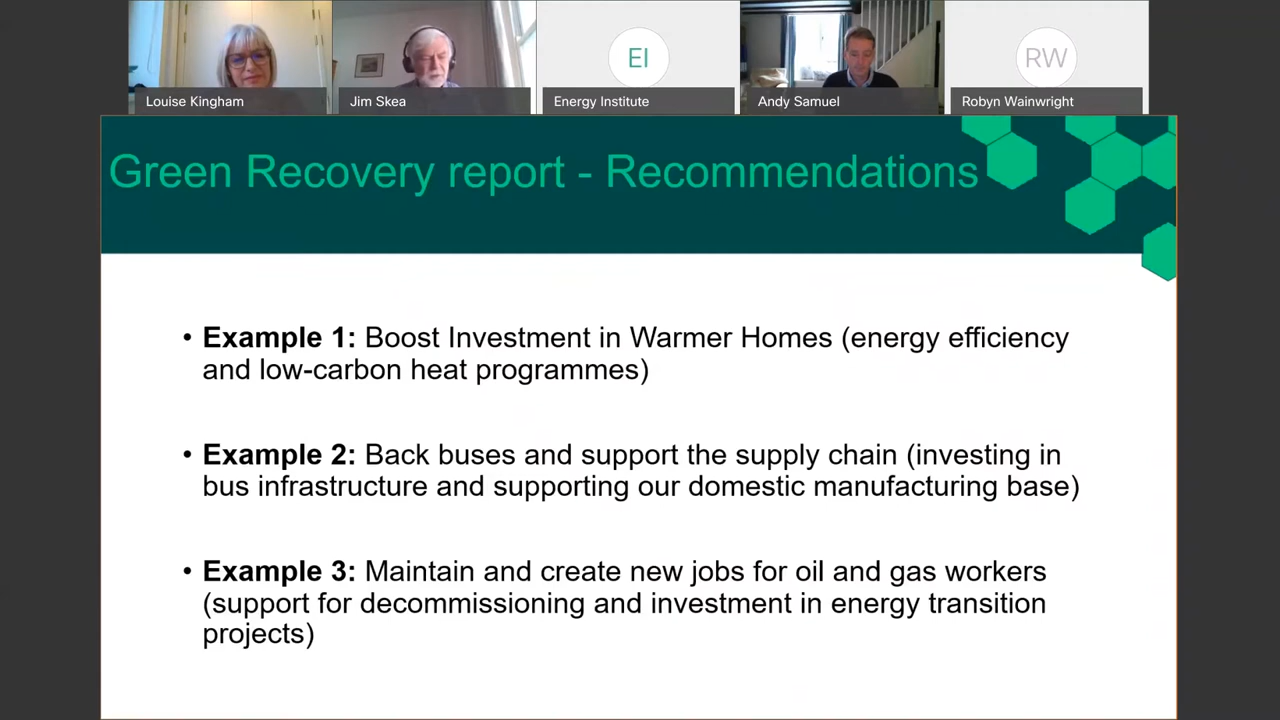 EI
RW
Louise Kingham
Jim Skea
Energy Institute
Andy Samuel
Robyn Wainwright
Green Recovery report - Recommendations
• Example 1: Boost Investment in Warmer Homes (energy efficiency
and low-carbon heat programmes)
• Example 2: Back buses and support the supply chain (investing in
bus infrastructure and supporting our domestic manufacturing base)
• Example 3: Maintain and create new jobs for oil and gas workers
(support for decommissioning and investment in energy transition
projects)